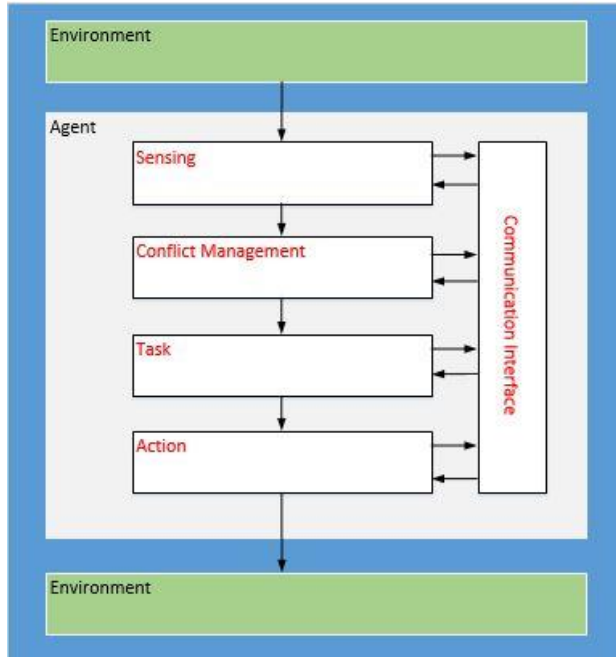 Environment
Agent
Sensing
Conflict Management
Task
Action
Communication Interface
Environment